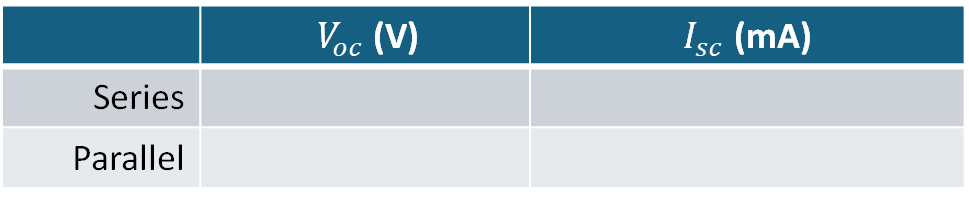 V_oc (V) I_sc (mA)
Series
Parallel